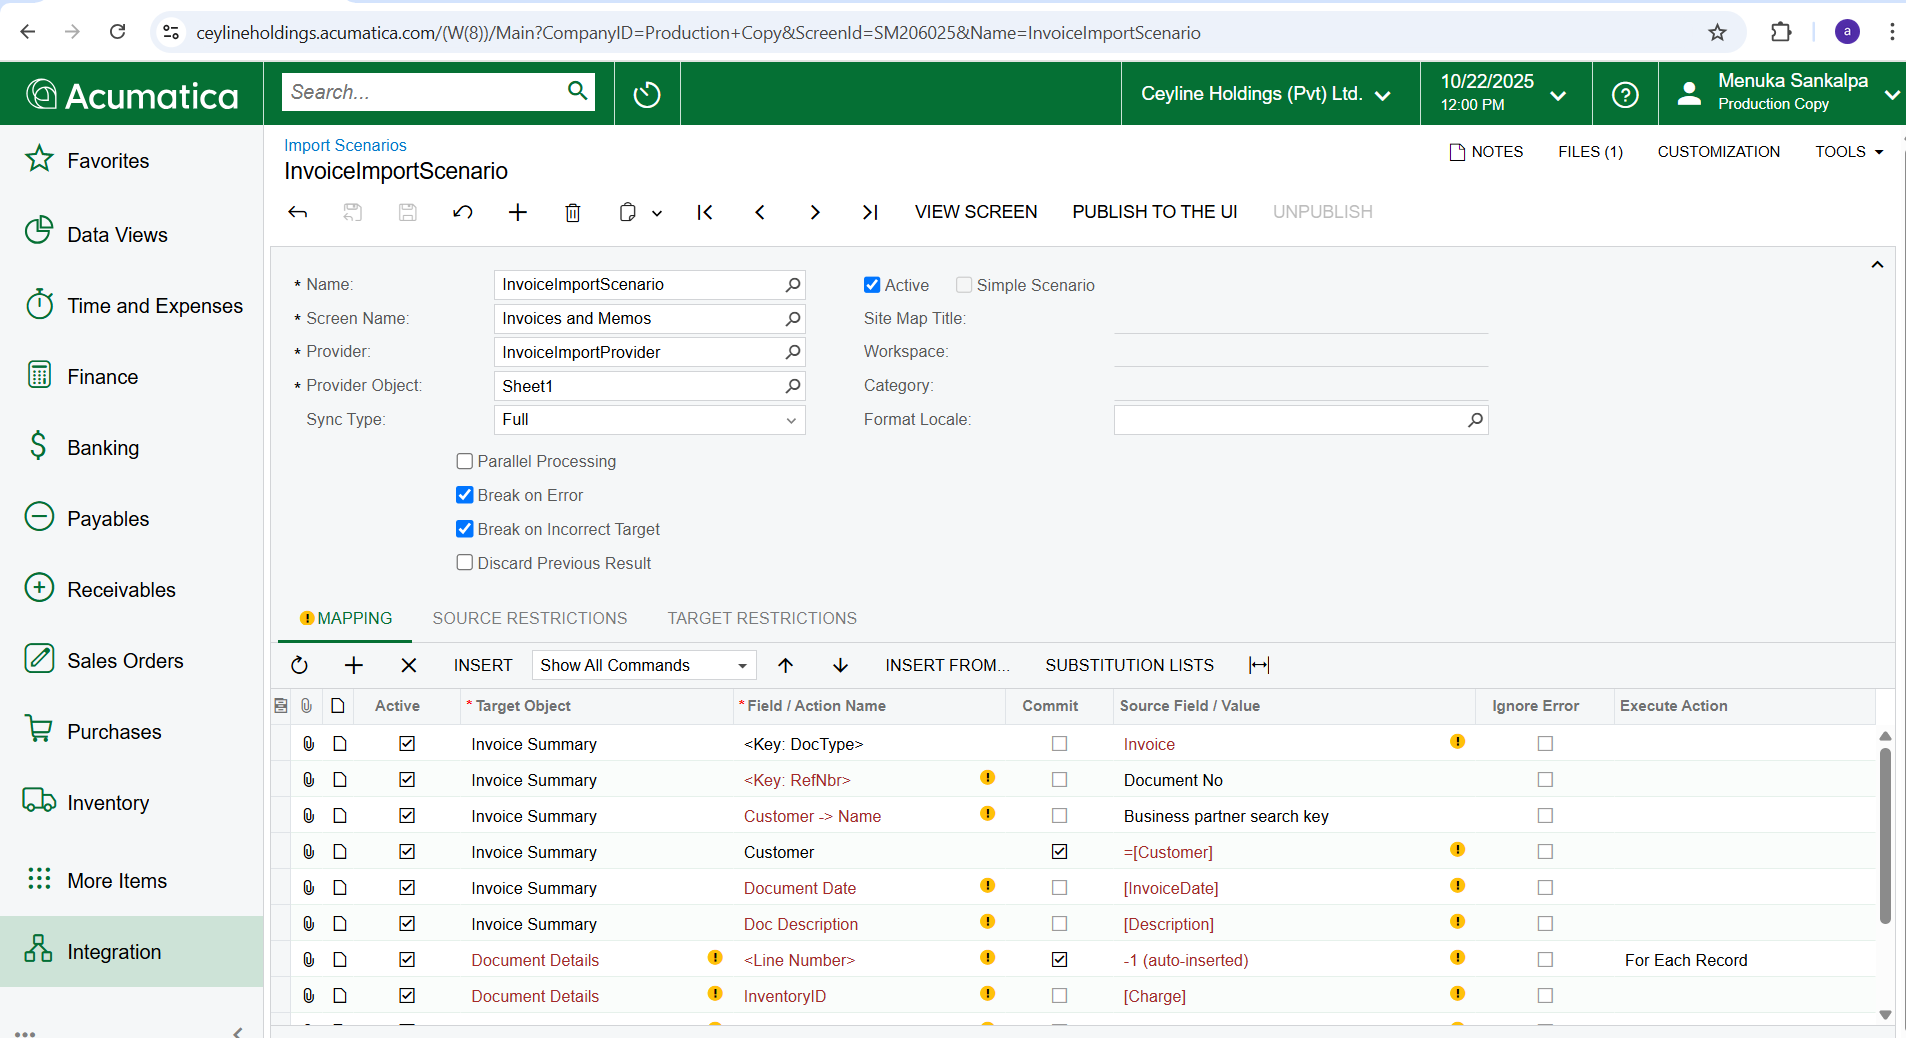 ceylineholdings.acumatica.com/(W(8))/Main?CompanyID=Production+Copy&ScreenId=SM206025&Name=InvoiceImportScenario
a
Acumatica
Search...
Ceyline Holdings (Pvt) Ltd.
10/22/2025
12:00 PM
?
Menuka Sankalpa
Production Copy
Favorites
Data Views
Time and Expenses
Finance
Banking
Payables
Receivables
Sales Orders
Purchases
Inventory
More Items
Integration
Import Scenarios
InvoiceImportScenario
NOTES
FILES (1)
CUSTOMIZATION
TOOLS
VIEW SCREEN
PUBLISH TO THE UI
UNPUBLISH
* Name: InvoiceImportScenario
* Screen Name: Invoices and Memos
* Provider: InvoiceImportProvider
* Provider Object: Sheet1
Sync Type: Full
Parallel Processing
Break on Error
Break on Incorrect Target
Discard Previous Result
Active Simple Scenario
Site Map Title:
Workspace:
Category:
Format Locale:
MAPPING SOURCE RESTRICTIONS TARGET RESTRICTIONS
INSERT Show All Commands INSERT FROM... SUBSTITUTION LISTS
Active * Target Object * Field / Action Name Commit Source Field / Value Ignore Error Execute Action
Invoice Summary <Key: DocType> Invoice
Invoice Summary <Key: RefNbr> Document No
Invoice Summary Customer -> Name Business partner search key
Invoice Summary Customer =[Customer]
Invoice Summary Document Date [InvoiceDate]
Invoice Summary Doc Description [Description]
Document Details <Line Number> -1 (auto-inserted) For Each Record
Document Details InventoryID [Charge]